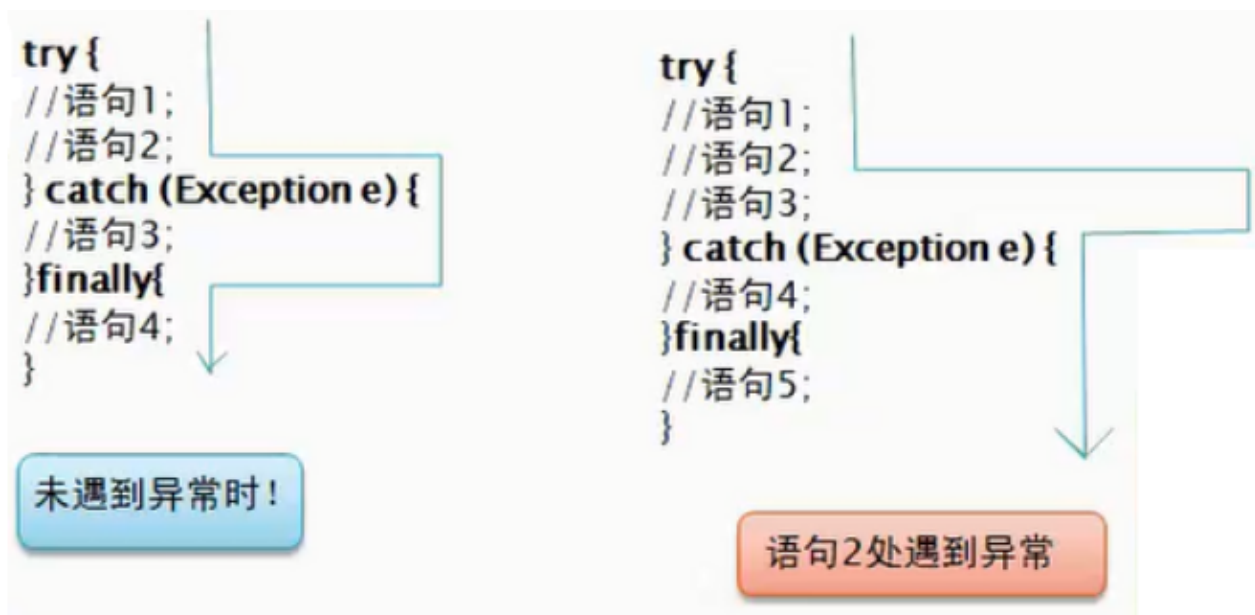 try {
//语句1;
//语句2;
} catch (Exception e) {
//语句3;
}finally{
//语句4;
}
未遇到异常时!
try {
//语句1;
//语句2;
//语句3;
} catch (Exception e) {
//语句4;
}finally{
//语句5;
}
语句2处遇到异常